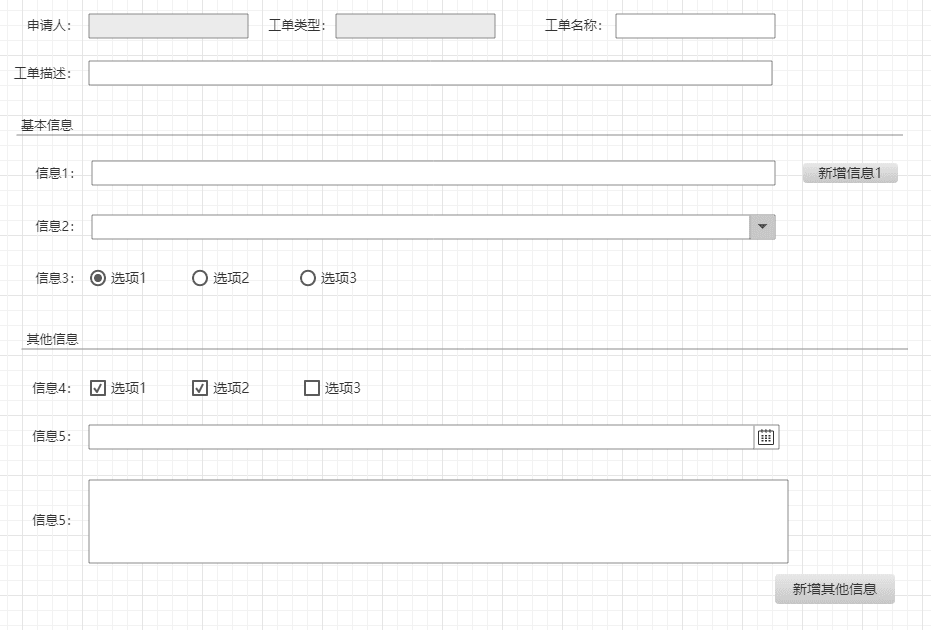 申请人: 工单类型: 工单名称:
工单描述:
基本信息
信息1: 新增信息1
信息2:
信息3: 选项1 选项2 选项3
其他信息
信息4: 选项1 选项2 选项3
信息5:
信息5:
新增其他信息